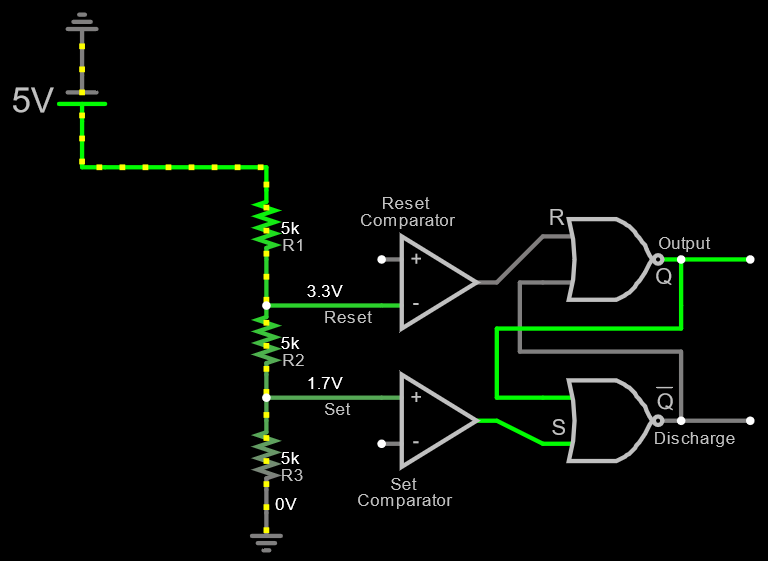 5V
5k
R1
3.3V
Reset
5k
R2
1.7V
Set
5k
R3
0V
Reset
Comparator
+
-
+
-
Set
Comparator
R
Output
Q
S
Q̅
Discharge